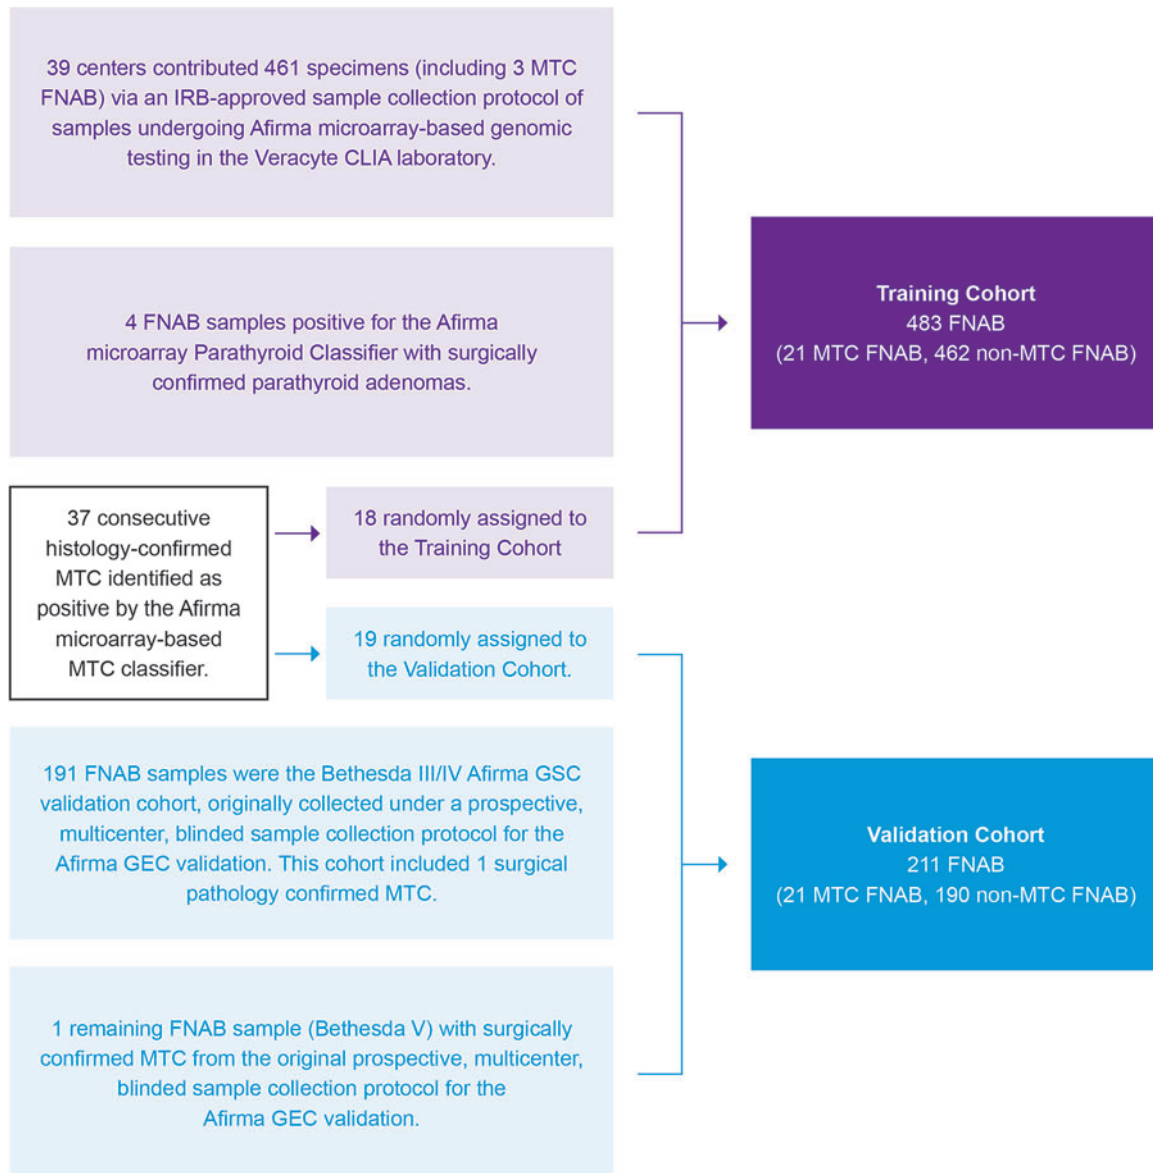 39 centers contributed 461 specimens (including 3 MTC
FNAB) via an IRB-approved sample collection protocol of
samples undergoing Afirma microarray-based genomic
testing in the Veracyte CLIA laboratory.
4 FNAB samples positive for the Afirma
microarray Parathyroid Classifier with surgically
confirmed parathyroid adenomas.
Training Cohort
483 FNAB
(21 MTC FNAB, 462 non-MTC FNAB)
37 consecutive
histology-confirmed
MTC identified as
positive by the Afirma
microarray-based
MTC classifier.
18 randomly assigned to
the Training Cohort
19 randomly assigned to
the Validation Cohort.
191 FNAB samples were the Bethesda III/IV Afirma GSC
validation cohort, originally collected under a prospective,
multicenter, blinded sample collection protocol for the
Afirma GEC validation. This cohort included 1 surgical
pathology confirmed MTC.
Validation Cohort
211 FNAB
(21 MTC FNAB, 190 non-MTC FNAB)
1 remaining FNAB sample (Bethesda V) with surgically
confirmed MTC from the original prospective, multicenter,
blinded sample collection protocol for the
Afirma GEC validation.